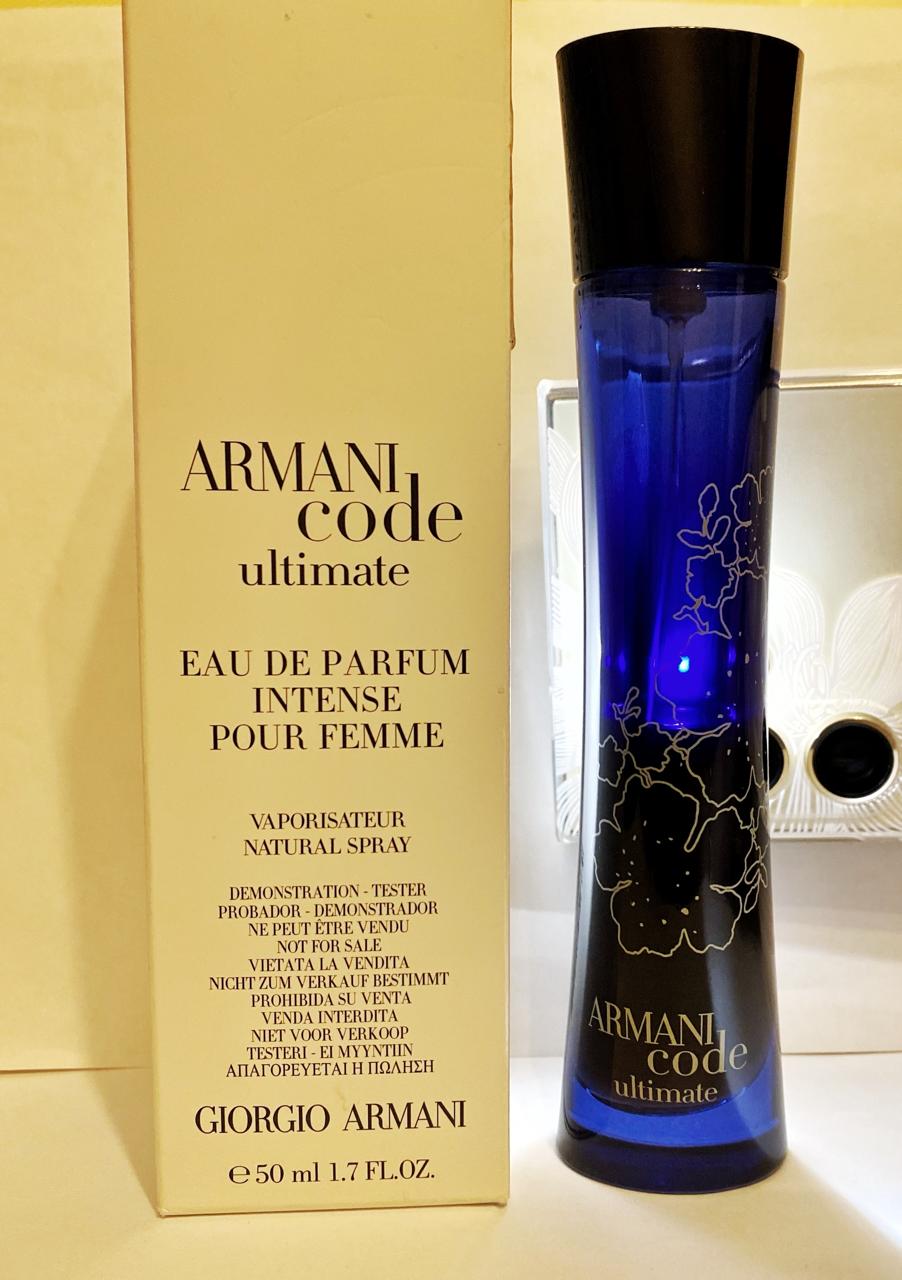 ARMANI
code
ultimate
EAU DE PARFUM
INTENSE
POUR FEMME
VAPORISATEUR
NATURAL SPRAY
DEMONSTRATION - TESTER
PROBADOR - DEMONSTRADOR
NE PEUT ÊTRE VENDU
NOT FOR SALE
VIETATA LA VENDITA
NICHT ZUM VERKAUF BESTIMMT
PROHIBIDA SU VENTA
VENDA INTERDITA
NIET VOOR VERKOOP
TESTERI - EI MYYNTIIN
ΑΠΑΓΟΡΕΥΕΤΑΙ Η ΠΩΛΗΣΗ
GIORGIO ARMANI
℮ 50 ml 1.7 FL.OZ.
ARMANI
code
ultimate